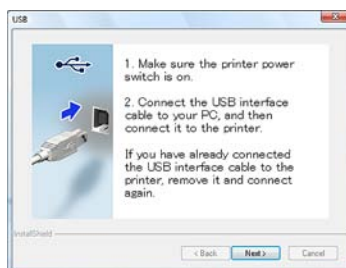 USB
1. Make sure the printer power
switch is on.
2. Connect the USB interface
cable to your PC, and then
connect it to the printer.
If you have already connected
the USB interface cable to the
printer, remove it and connect
again.
InstallShield
< Back Next > Cancel